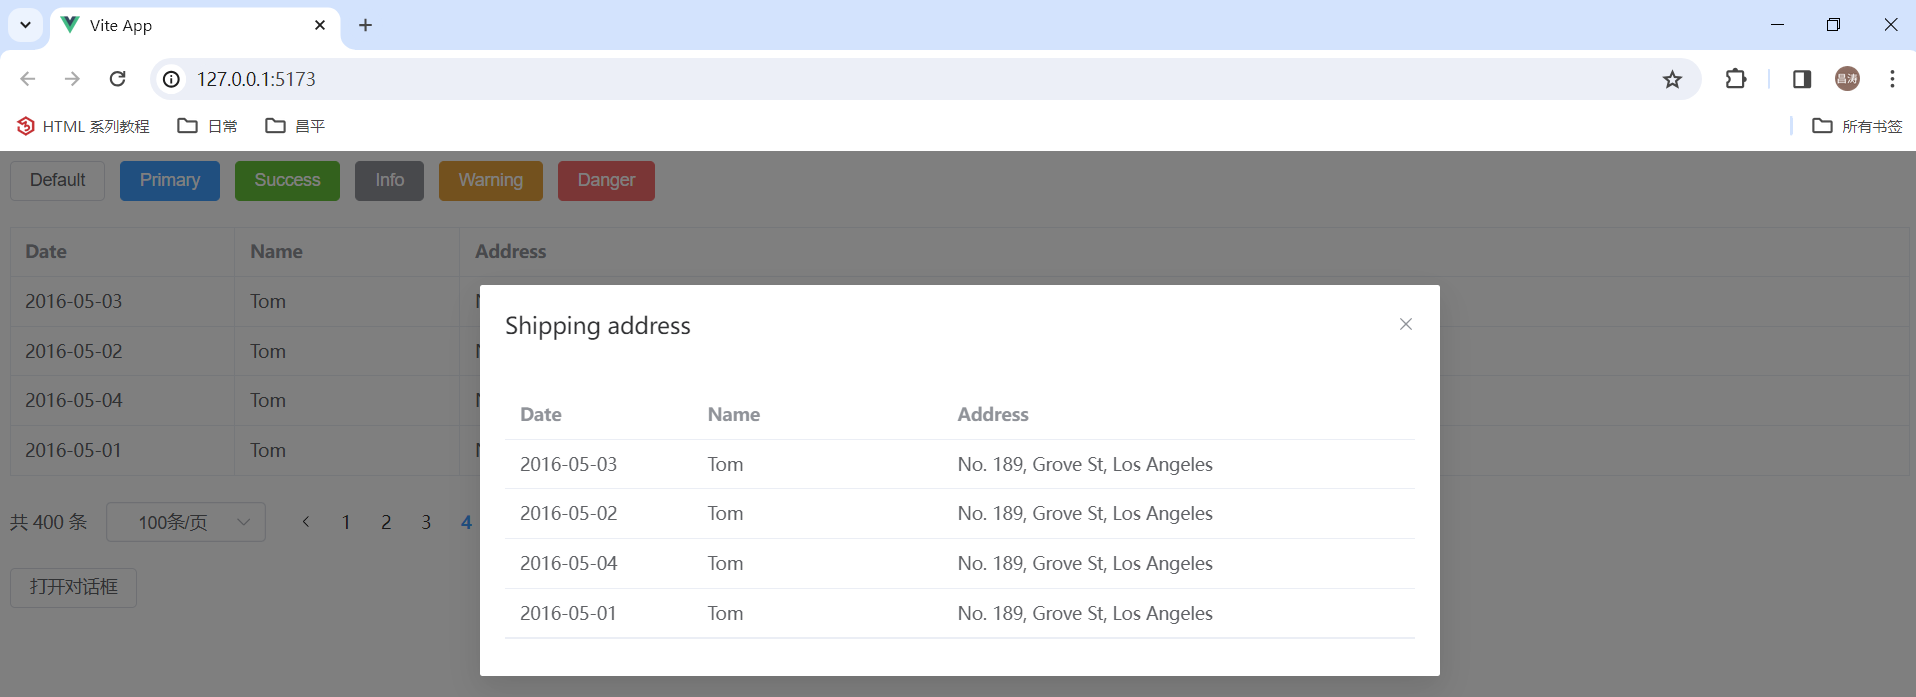 Vite App
127.0.0.1:5173
昌涛
HTML 系列教程 日常 昌平 所有书签
Default Primary Success Info Warning Danger
Date Name Address
2016-05-03 Tom
2016-05-02 Tom
2016-05-04 Tom
2016-05-01 Tom
共 400 条 100条/页 1 2 3 4
打开对话框
Shipping address
Date Name Address
2016-05-03 Tom No. 189, Grove St, Los Angeles
2016-05-02 Tom No. 189, Grove St, Los Angeles
2016-05-04 Tom No. 189, Grove St, Los Angeles
2016-05-01 Tom No. 189, Grove St, Los Angeles